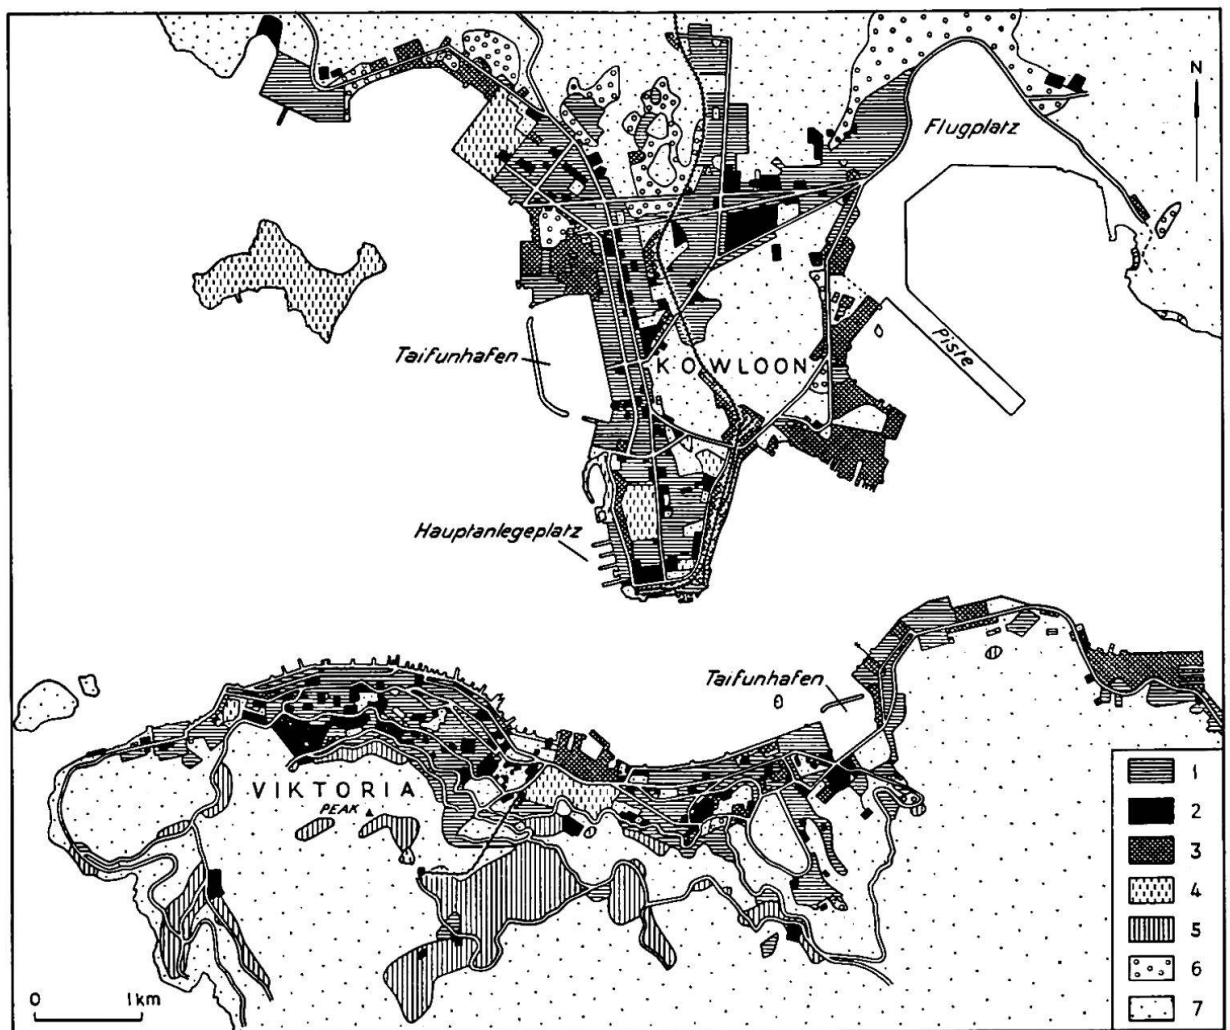 N
Flugplatz
Piste
Taifunhafen
KOWLOON
Hauptanlegeplatz
Taifunhafen
VIKTORIA
PEAK
1
2
3
4
5
6
7
0 1km